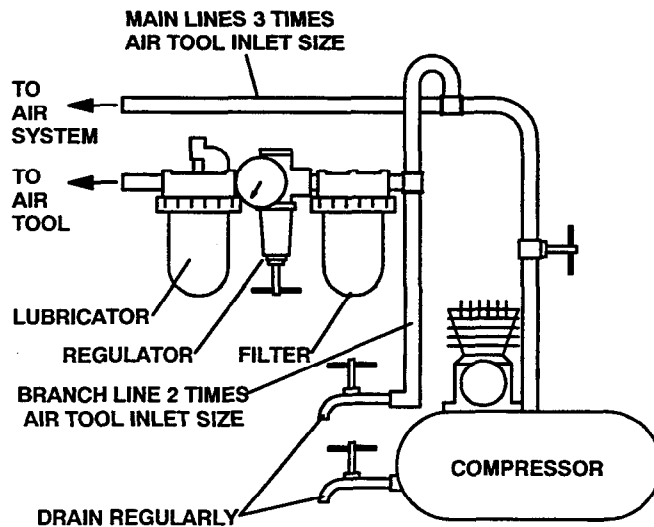 MAIN LINES 3 TIMES
AIR TOOL INLET SIZE
TO
AIR
SYSTEM
TO
AIR
TOOL
LUBRICATOR
REGULATOR
FILTER
BRANCH LINE 2 TIMES
AIR TOOL INLET SIZE
COMPRESSOR
DRAIN REGULARLY